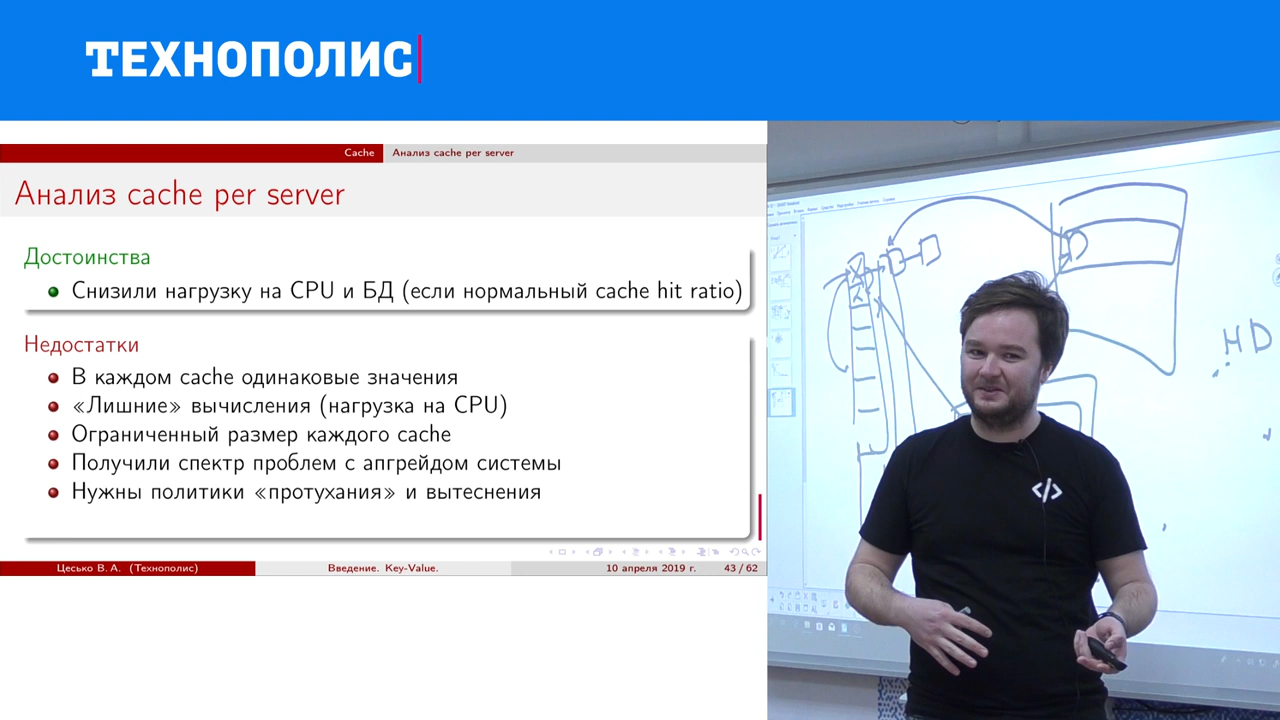 ТЕХНОПОЛИС
Cache
Анализ cache per server
Анализ cache per server
Достоинства
Снизили нагрузку на CPU и БД (если нормальный cache hit ratio)
Недостатки
В каждом cache одинаковые значения
«Лишние» вычисления (нагрузка на CPU)
Ограниченный размер каждого cache
Получили спектр проблем с апгрейдом системы
Нужны политики «протухания» и вытеснения
Цесько В. А. (Технополис)
Введение. Key-Value.
10 апреля 2019 г.
43 / 62
HD
</>